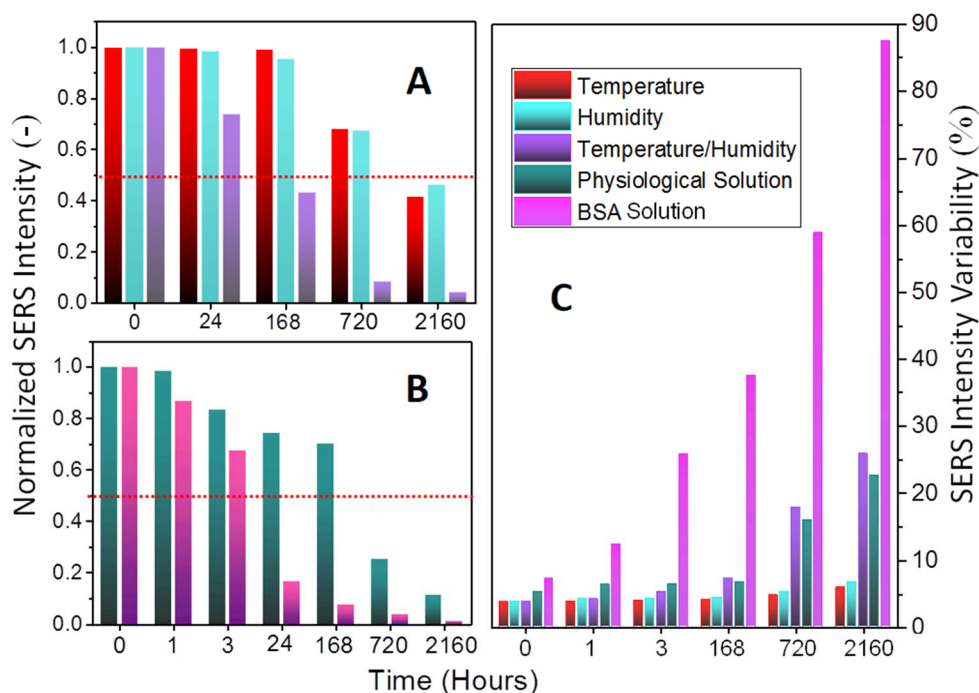 Normalized SERS Intensity (-)
A
1.0
0.8
0.6
0.4
0.2
0.0
0 24 168 720 2160
B
1.0
0.8
0.6
0.4
0.2
0.0
0 1 3 24 168 720 2160
C
Temperature
Humidity
Temperature/Humidity
Physiological Solution
BSA Solution
90
80
70
60
50
40
30
20
10
0
0 1 3 168 720 2160
SERS Intensity Variability (%)
Time (Hours)